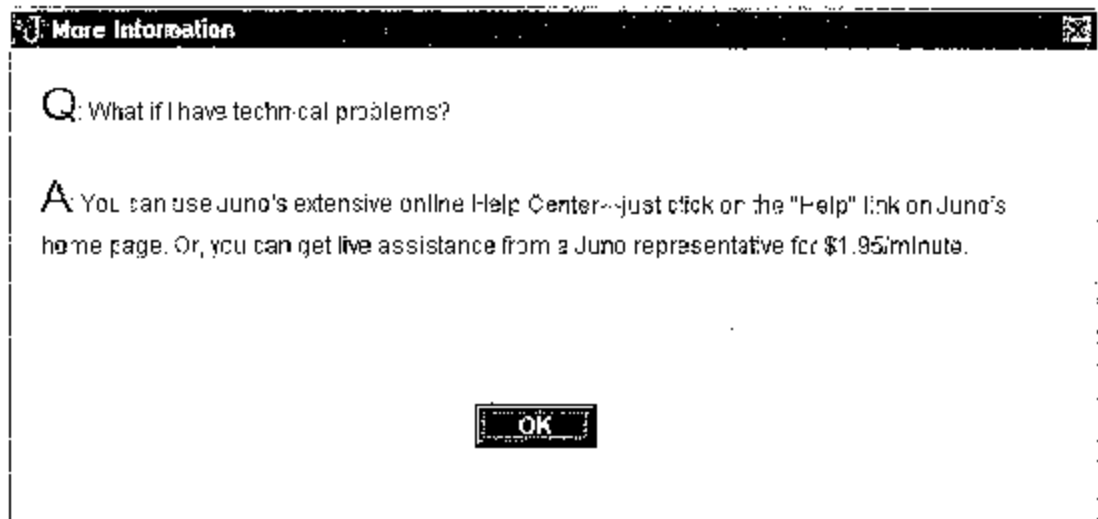 More Information
Q: What if I have technical problems?
A: You can use Juno's extensive online Help Center--just click on the "Help" link on Juno's
home page. Or, you can get live assistance from a Juno representative for $1.95/minute.
OK